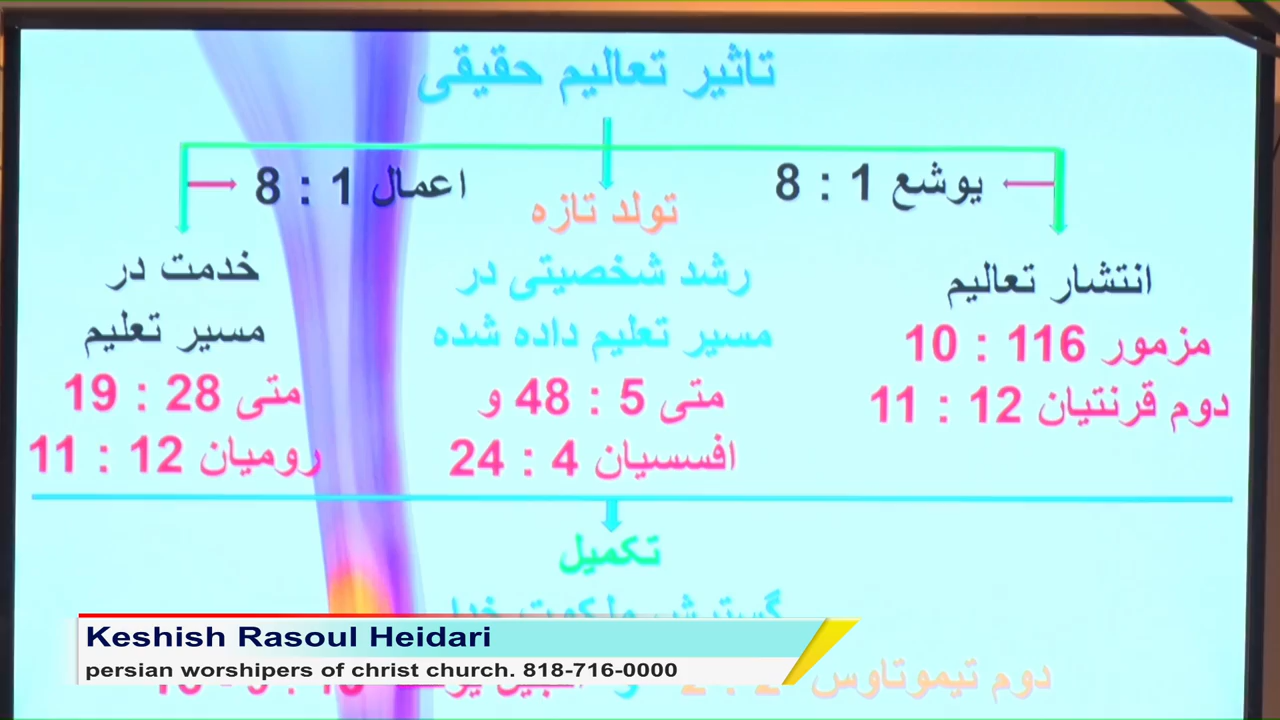 تاثیر تعالیم حقیقی
یوشع 1 : 8
اعمال 1 : 8
انتشار تعالیم
مزمور 116 : 10
دوم قرنتیان 12 : 11
تولد تازه
رشد شخصیتی در
مسیر تعلیم داده شده
متی 5 : 48 و
افسسیان 4 : 24
خدمت در
مسیر تعلیم
متی 28 : 19
رومیان 12 : 11
تکمیل
گسترش ملکوت خدا
دوم تیموتاوس
Keshish Rasoul Heidari
persian worshipers of christ church. 818-716-0000